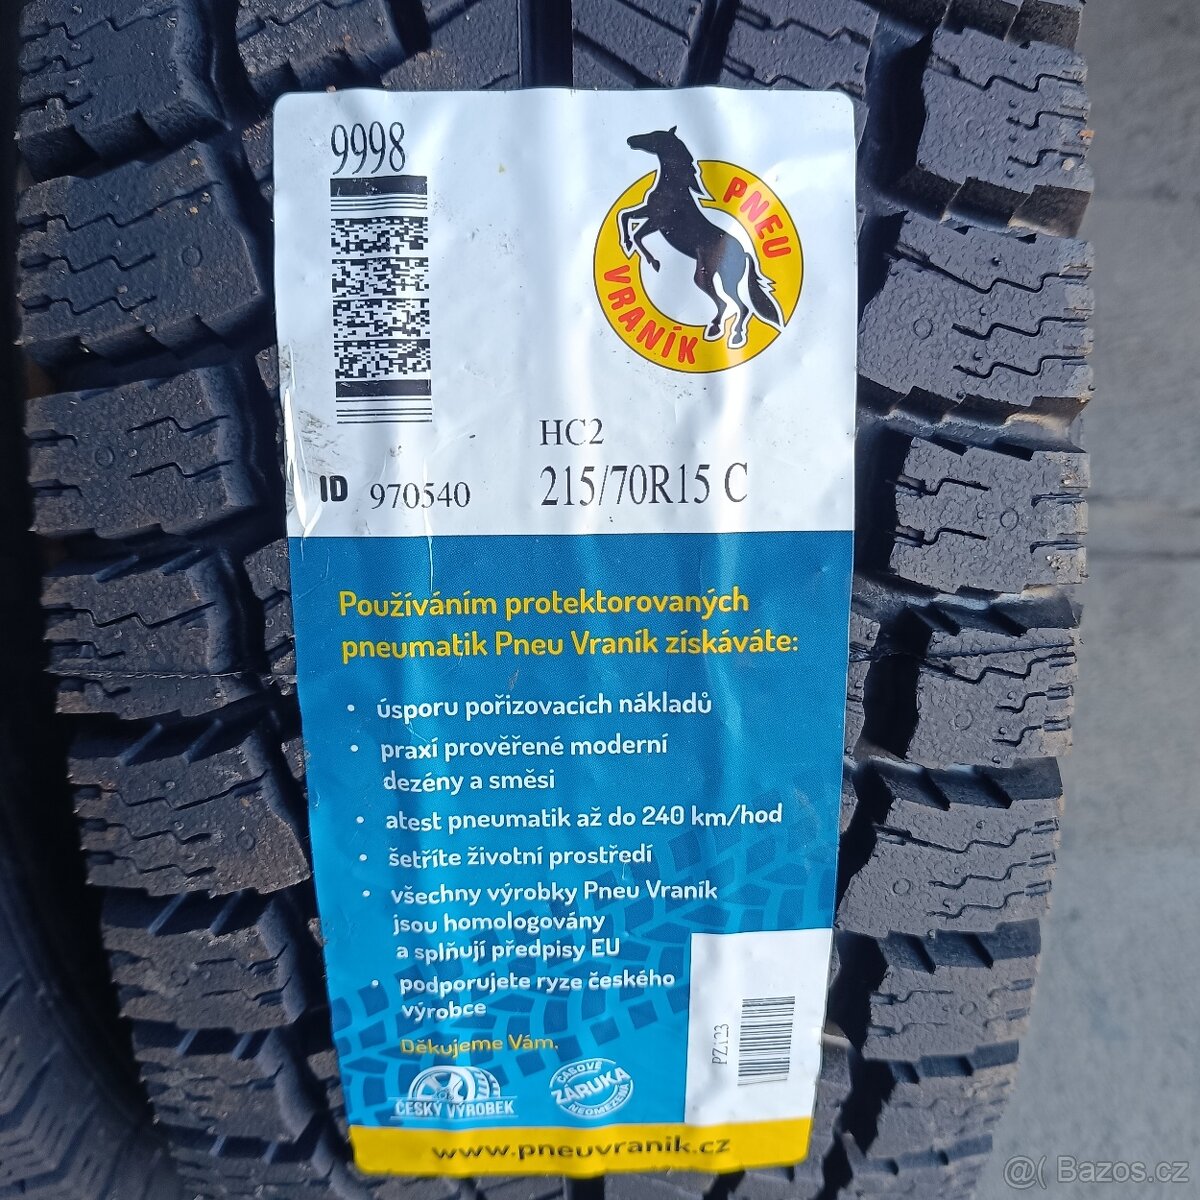 9998
PNEU
VRANÍK
HC2
ID 970540
215/70R15 C
Používáním protektorovaných
pneumatik Pneu Vraník získáváte:
• úsporu pořizovacích nákladů
• praxí prověřené moderní
dezény a směsi
• atest pneumatik až do 240 km/hod
• šetříte životní prostředí
• všechny výrobky Pneu Vraník
jsou homologovány
a splňují předpisy EU
• podporujete ryze českého
výrobce
Děkujeme Vám.
PZ123
ČESKÝ VÝROBEK
ČASOVĚ
ZÁRUKA
NEOMEZENÁ
www.pneuvranik.cz
@( Bazos.cz